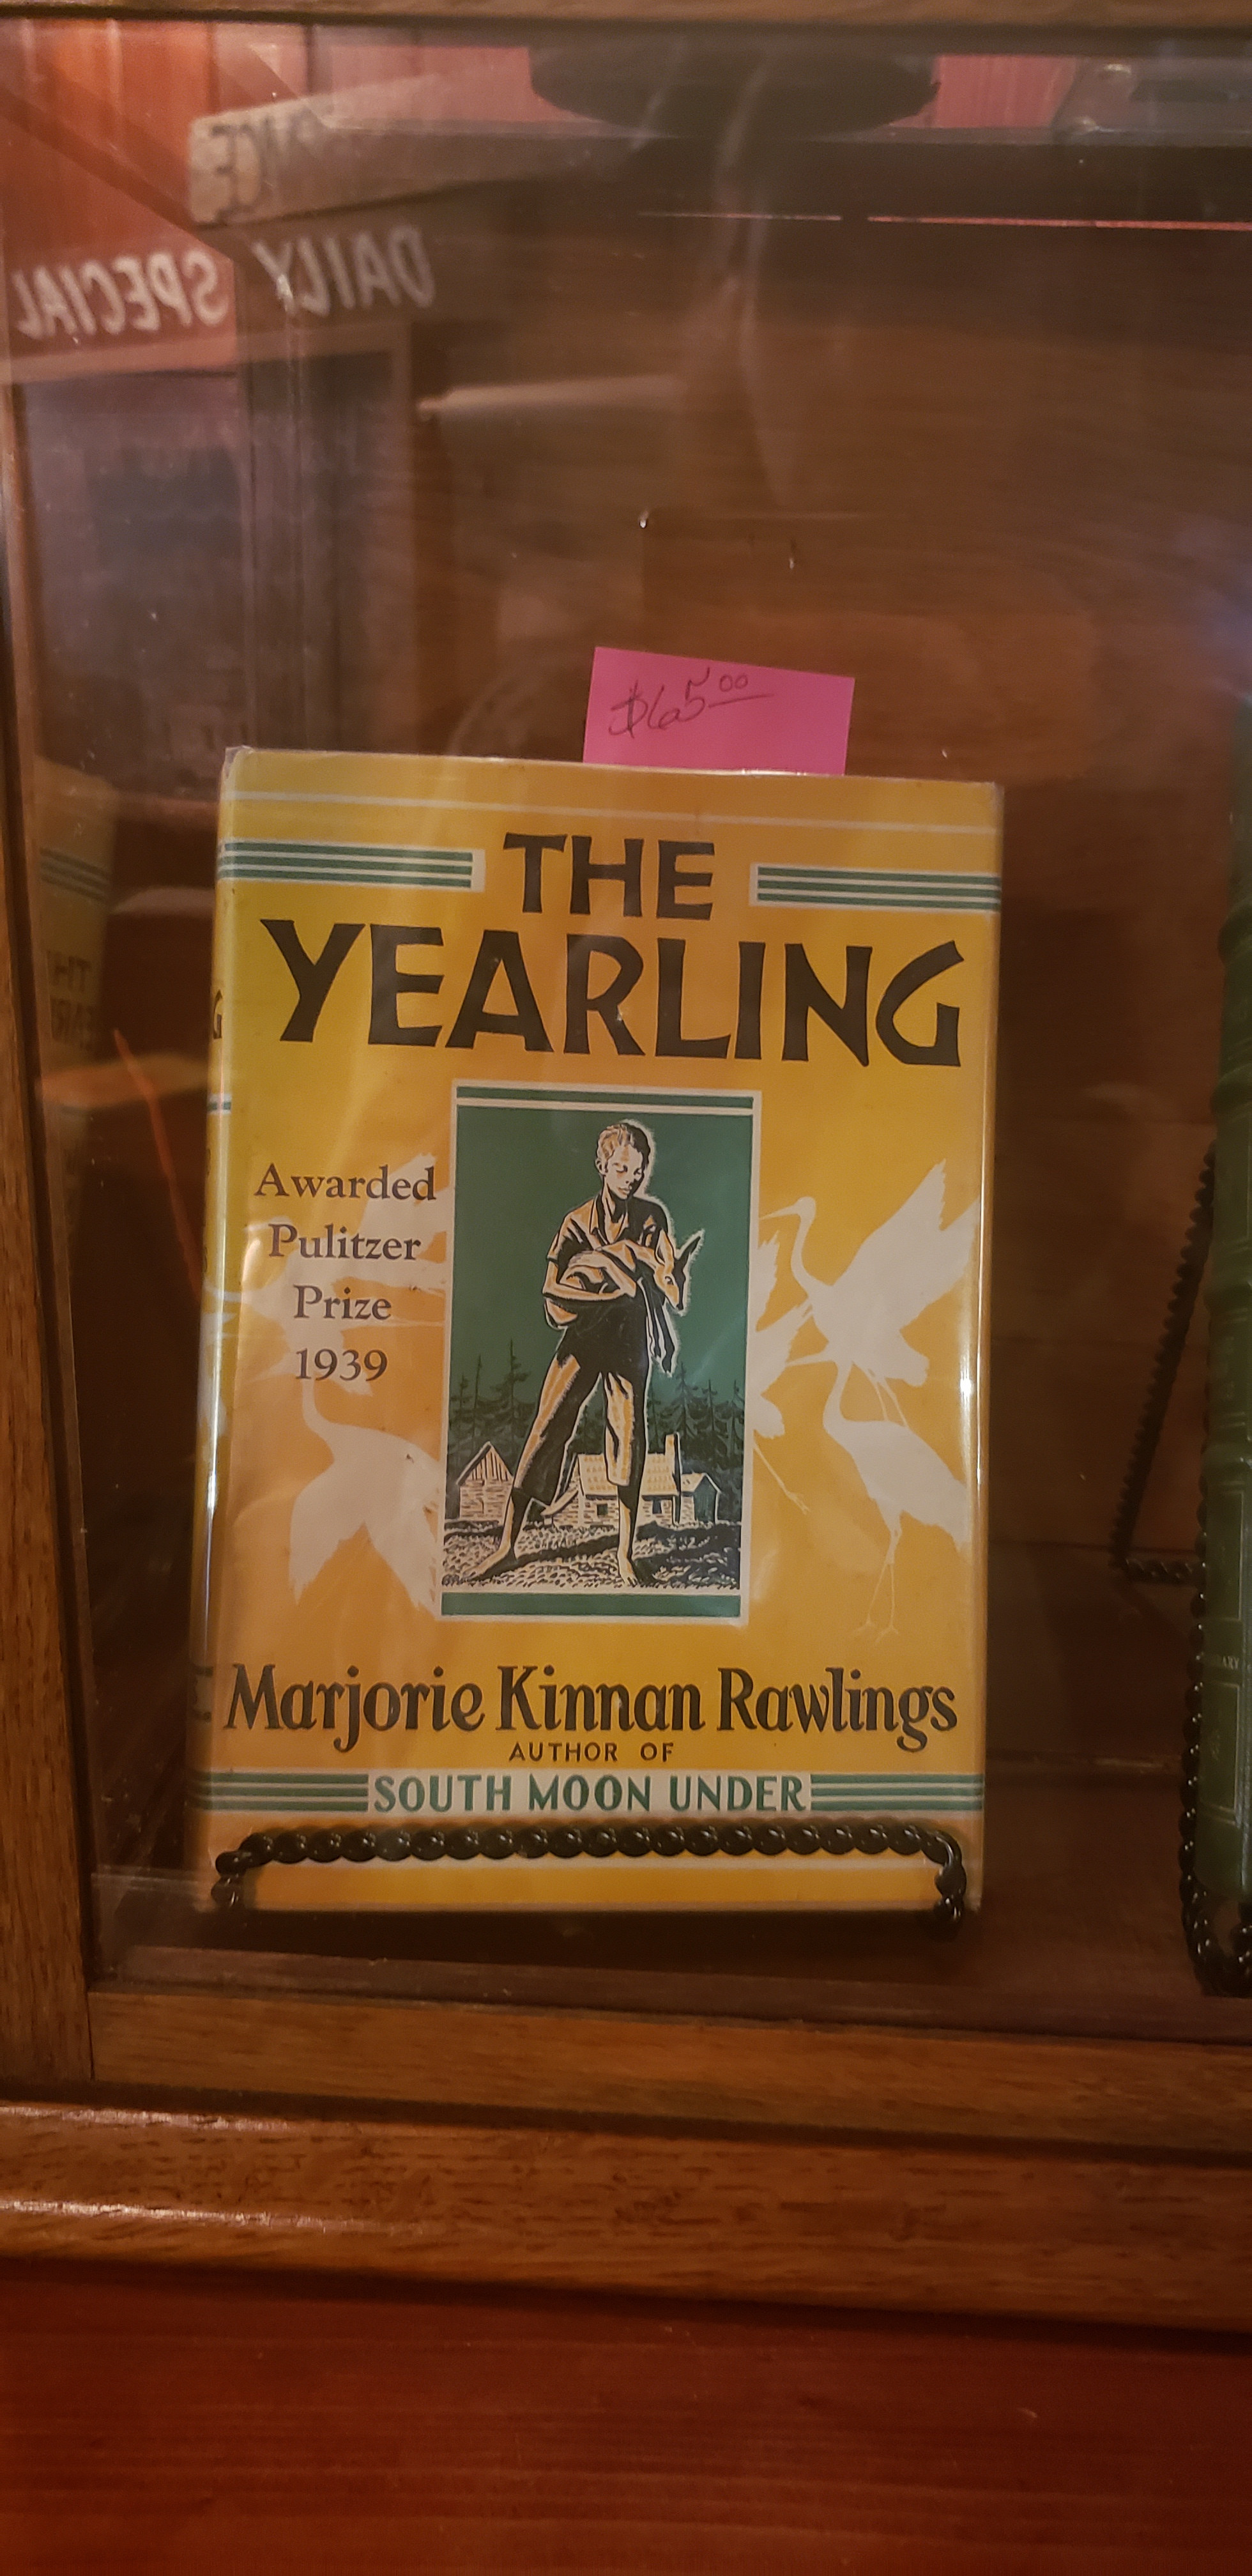 DAILY SPECIAL
$65.00
THE
YEARLING
Awarded
Pulitzer
Prize
1939
Marjorie Kinnan Rawlings
AUTHOR OF
SOUTH MOON UNDER